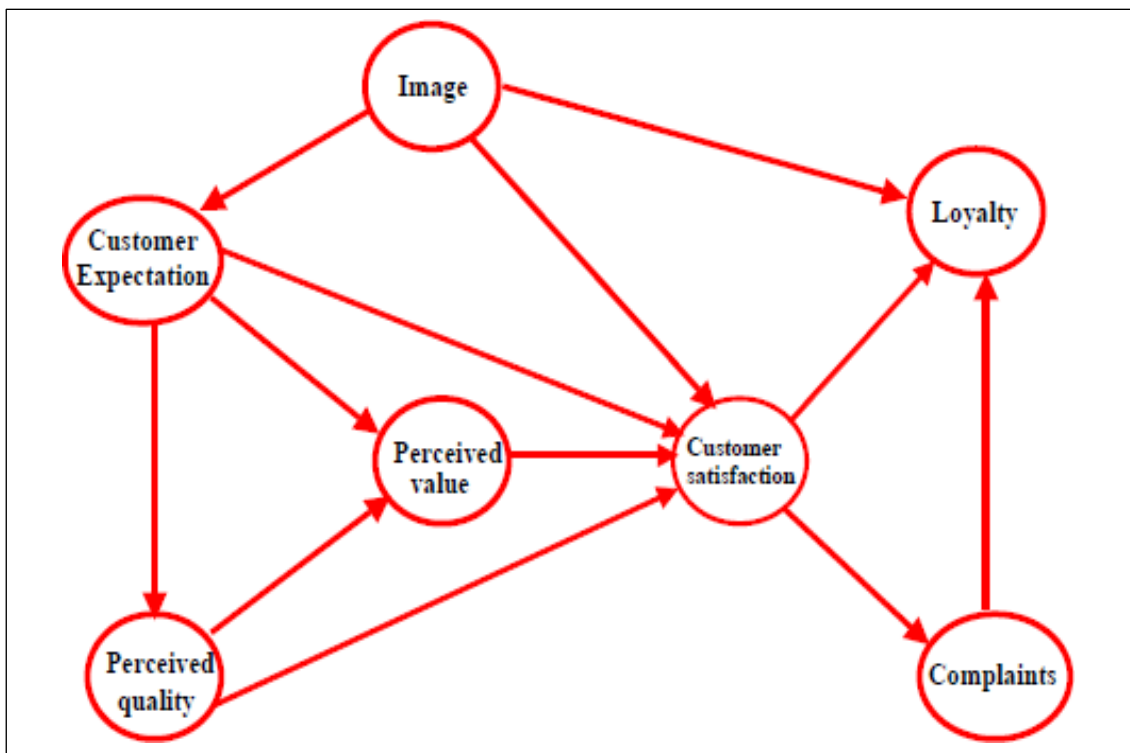 Image
Loyalty
Customer
Expectation
Perceived
value
Customer
satisfaction
Perceived
quality
Complaints